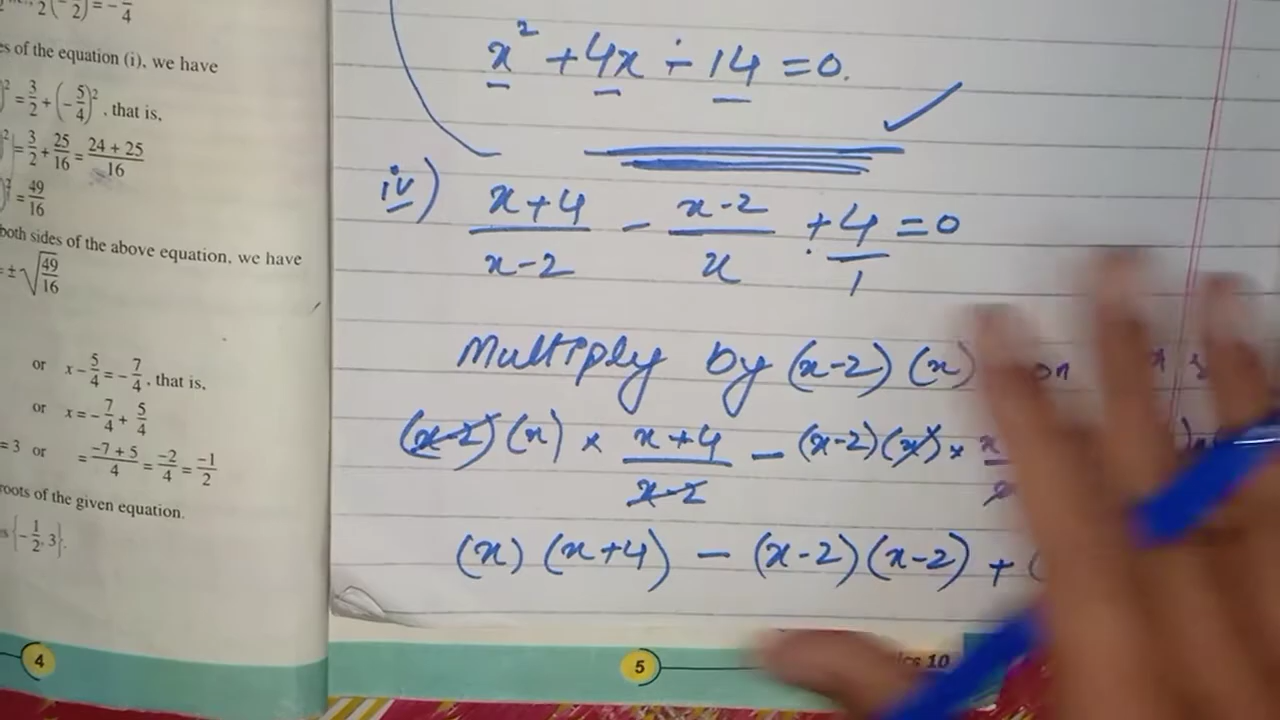 es of the equation (i), we have
)² = 3/2 + (-5/4)², that is,
= 3/2 + 25/16 = 24 + 25/16
= 49/16
both sides of the above equation, we have
= ± √49/16
or x - 5/4 = -7/4, that is,
or x = -7/4 + 5/4
= 3 or = -7 + 5/4 = -2/4 = -1/2
roots of the given equation.
{-1/2, 3}.
4
x² + 4x - 14 = 0.
iv) x+4/x-2 - x-2/x + 4/1 = 0
Multiply by (x-2) (x) on
(x-2) (x) × x+4/x-2 - (x-2) (x) ×
(x) (x+4) - (x-2) (x-2) + (
5
10